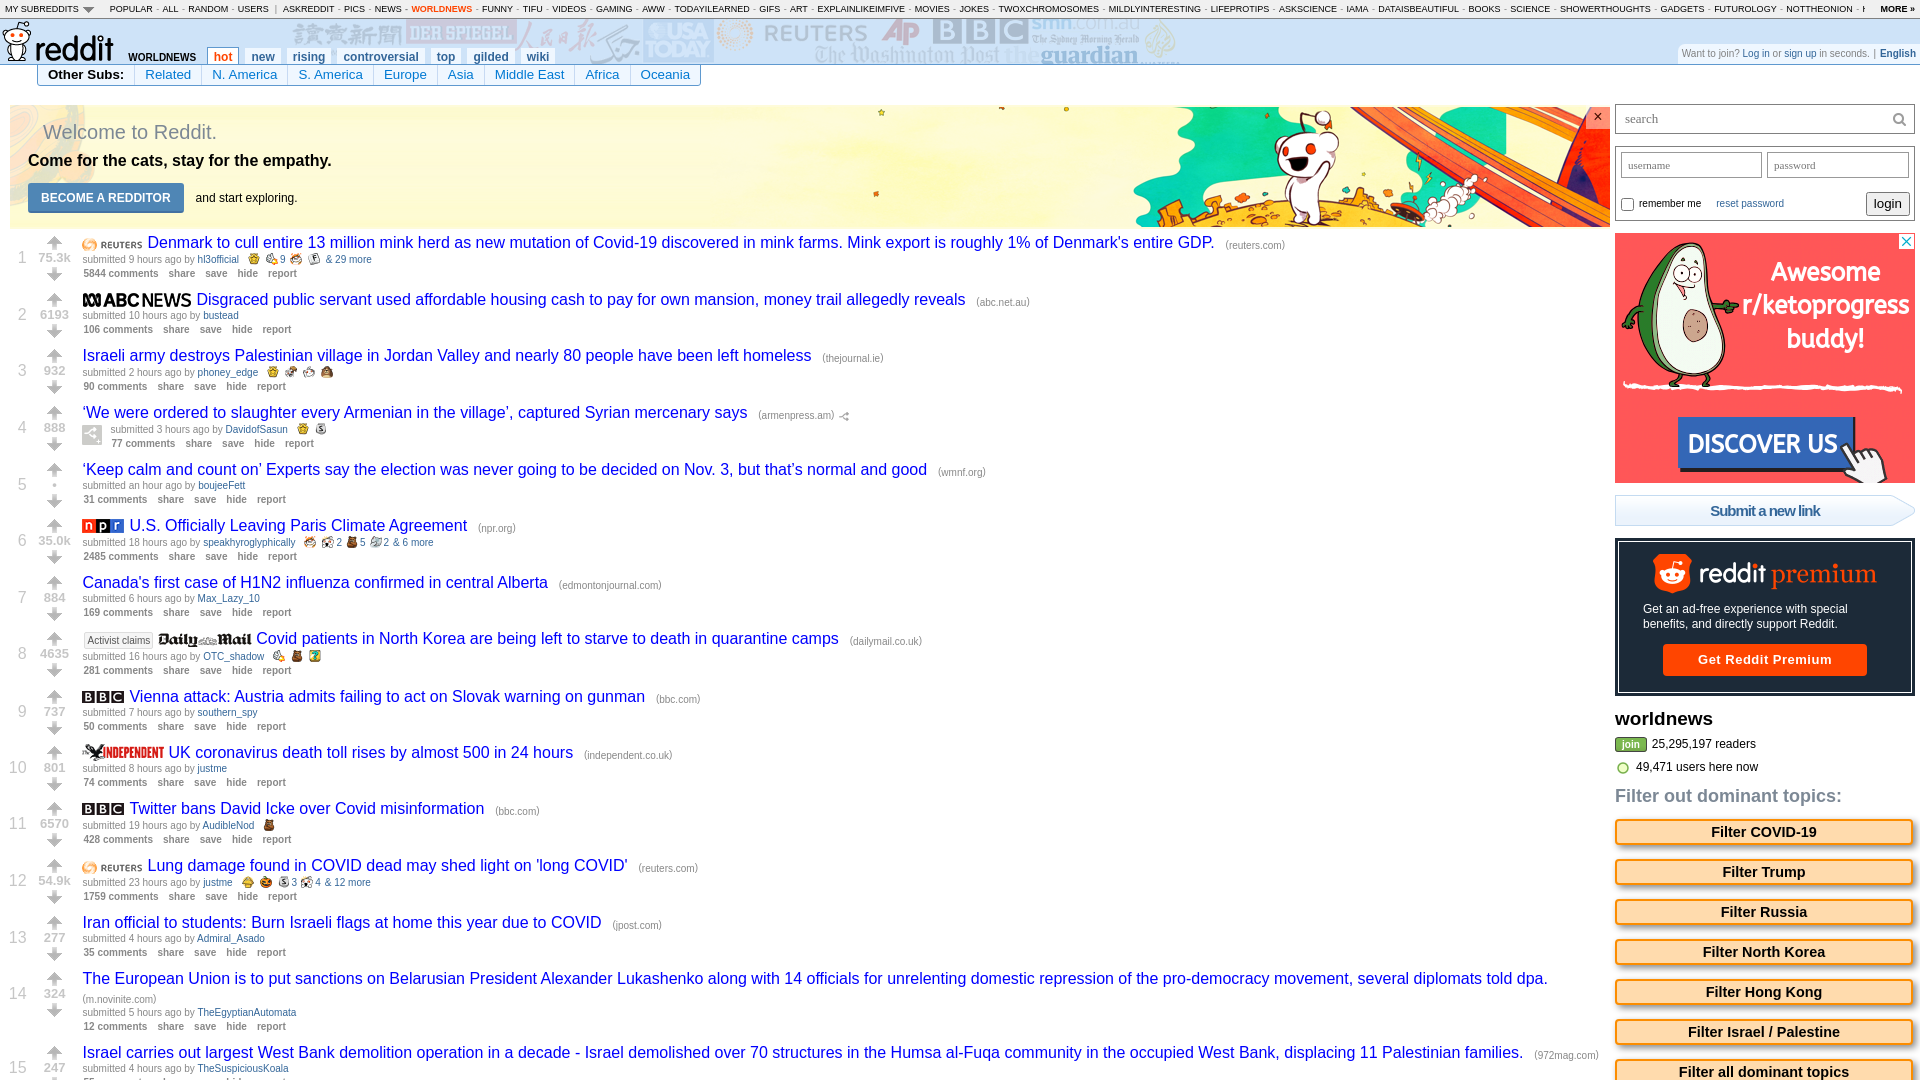 MY SUBREDDITS POPULAR - ALL - RANDOM - USERS | ASKREDDIT - PICS - NEWS - WORLDNEWS - FUNNY - TIFU - VIDEOS - GAMING - AWW - TODAYILEARNED - GIFS - ART - EXPLAINLIKEIMFIVE - MOVIES - JOKES - TWOXCHROMOSOMES - MILDLYINTERESTING - LIFEPROTIPS - ASKSCIENCE - IAMA - DATAISBEAUTIFUL - BOOKS - SCIENCE - SHOWERTHOUGHTS - GADGETS - FUTUROLOGY - NOTTHEONION MORE »
reddit WORLDNEWS hot new rising controversial top gilded wiki
DER SPIEGEL USA TODAY REUTERS AP BBC smh.com.au The Sydney Morning Herald The Washington Post theguardian
Want to join? Log in or sign up in seconds. | English
Other Subs: Related N. America S. America Europe Asia Middle East Africa Oceania
Welcome to Reddit.
Come for the cats, stay for the empathy.
BECOME A REDDITOR and start exploring.
×
1 75.3k REUTERS Denmark to cull entire 13 million mink herd as new mutation of Covid-19 discovered in mink farms. Mink export is roughly 1% of Denmark's entire GDP. (reuters.com)
submitted 9 hours ago by hl3official 9 & 29 more
5844 comments share save hide report
2 6193 ABC NEWS Disgraced public servant used affordable housing cash to pay for own mansion, money trail allegedly reveals (abc.net.au)
submitted 10 hours ago by bustead
106 comments share save hide report
3 932 Israeli army destroys Palestinian village in Jordan Valley and nearly 80 people have been left homeless (thejournal.ie)
submitted 2 hours ago by phoney_edge
90 comments share save hide report
4 888 ‘We were ordered to slaughter every Armenian in the village’, captured Syrian mercenary says (armenpress.am)
submitted 3 hours ago by DavidofSasun
77 comments share save hide report
5 • ‘Keep calm and count on’ Experts say the election was never going to be decided on Nov. 3, but that’s normal and good (wmnf.org)
submitted an hour ago by boujeeFett
31 comments share save hide report
6 35.0k npr U.S. Officially Leaving Paris Climate Agreement (npr.org)
submitted 18 hours ago by speakhyroglyphically 2 5 2 & 6 more
2485 comments share save hide report
7 884 Canada's first case of H1N2 influenza confirmed in central Alberta (edmontonjournal.com)
submitted 6 hours ago by Max_Lazy_10
169 comments share save hide report
8 4635 Activist claims Daily Mail Covid patients in North Korea are being left to starve to death in quarantine camps (dailymail.co.uk)
submitted 16 hours ago by OTC_shadow
281 comments share save hide report
9 737 BBC Vienna attack: Austria admits failing to act on Slovak warning on gunman (bbc.com)
submitted 7 hours ago by southern_spy
50 comments share save hide report
10 801 INDEPENDENT UK coronavirus death toll rises by almost 500 in 24 hours (independent.co.uk)
submitted 8 hours ago by justme
74 comments share save hide report
11 6570 BBC Twitter bans David Icke over Covid misinformation (bbc.com)
submitted 19 hours ago by AudibleNod
428 comments share save hide report
12 54.9k REUTERS Lung damage found in COVID dead may shed light on 'long COVID' (reuters.com)
submitted 23 hours ago by justme 3 4 & 12 more
1759 comments share save hide report
13 277 Iran official to students: Burn Israeli flags at home this year due to COVID (jpost.com)
submitted 4 hours ago by Admiral_Asado
35 comments share save hide report
14 324 The European Union is to put sanctions on Belarusian President Alexander Lukashenko along with 14 officials for unrelenting domestic repression of the pro-democracy movement, several diplomats told dpa.
(m.novinite.com)
submitted 5 hours ago by TheEgyptianAutomata
12 comments share save hide report
15 247 Israel carries out largest West Bank demolition operation in a decade - Israel demolished over 70 structures in the Humsa al-Fuqa community in the occupied West Bank, displacing 11 Palestinian families. (972mag.com)
submitted 4 hours ago by TheSuspiciousKoala
search
username password
remember me reset password login
Awesome
r/ketoprogress
buddy!
DISCOVER US
Submit a new link
reddit premium
Get an ad-free experience with special
benefits, and directly support Reddit.
Get Reddit Premium
worldnews
join 25,295,197 readers
49,471 users here now
Filter out dominant topics:
Filter COVID-19
Filter Trump
Filter Russia
Filter North Korea
Filter Hong Kong
Filter Israel / Palestine
Filter all dominant topics